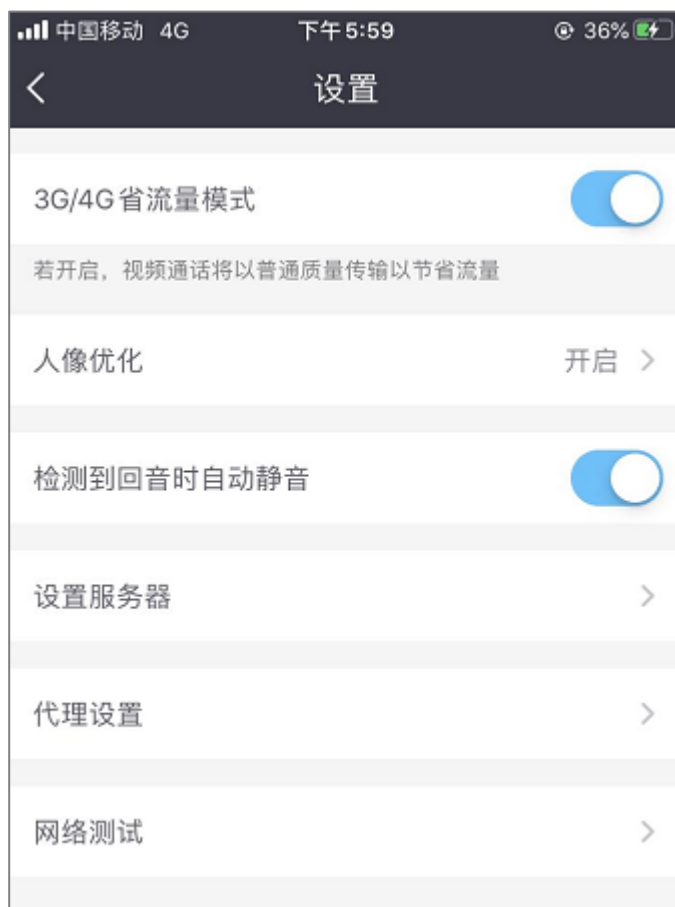 中国移动 4G 下午5:59 36%
设置
3G/4G省流量模式
若开启，视频通话将以普通质量传输以节省流量
人像优化 开启
检测到回音时自动静音
设置服务器
代理设置
网络测试